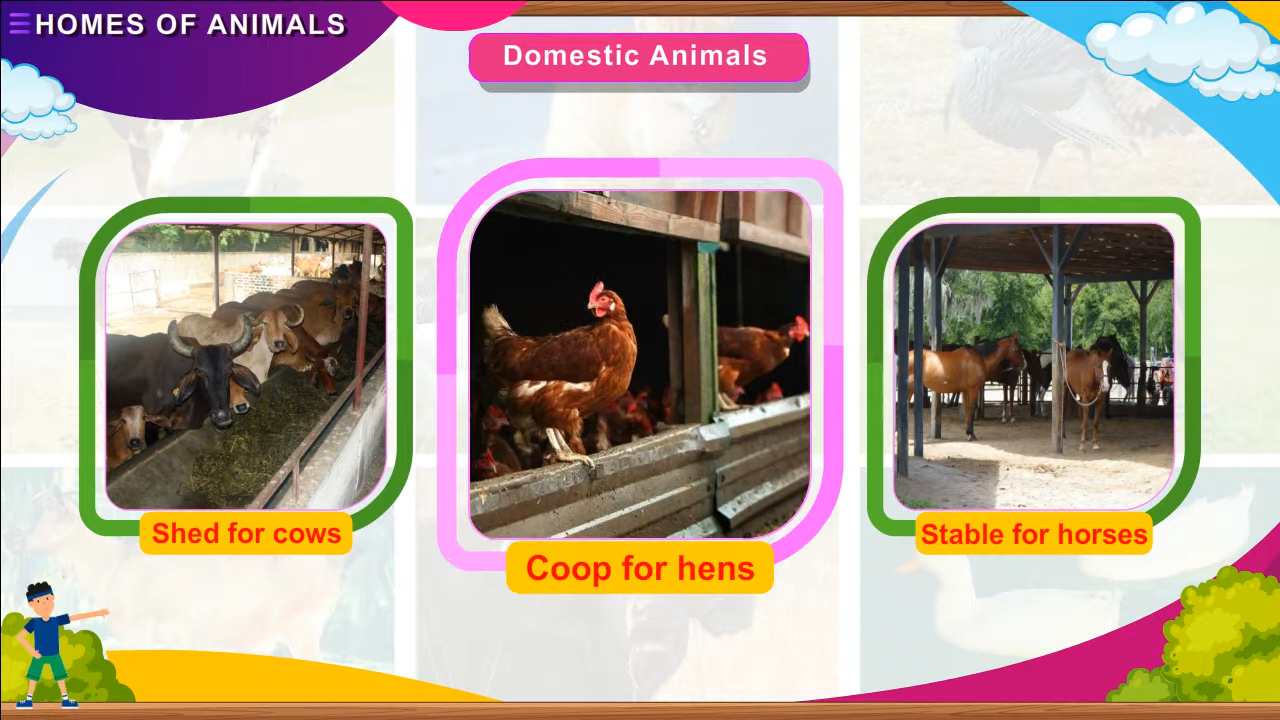 HOMES OF ANIMALS
Domestic Animals
Shed for cows
Coop for hens
Stable for horses